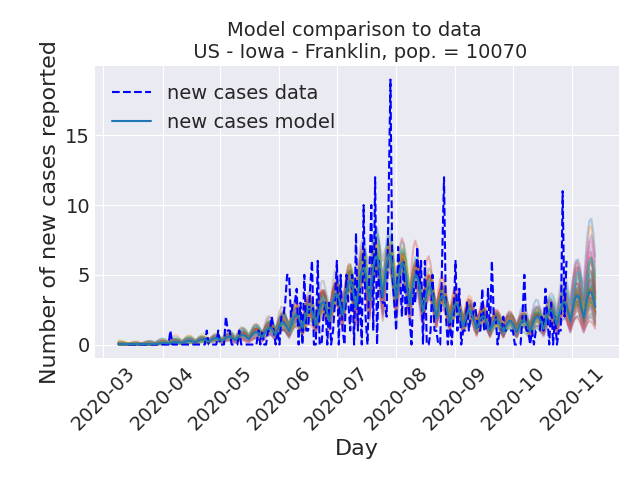 Model comparison to data
US - Iowa - Franklin, pop. = 10070
new cases data
new cases model
Number of new cases reported
15
10
5
0
2020-03
2020-04
2020-05
2020-06
2020-07
2020-08
2020-09
2020-10
2020-11
Day